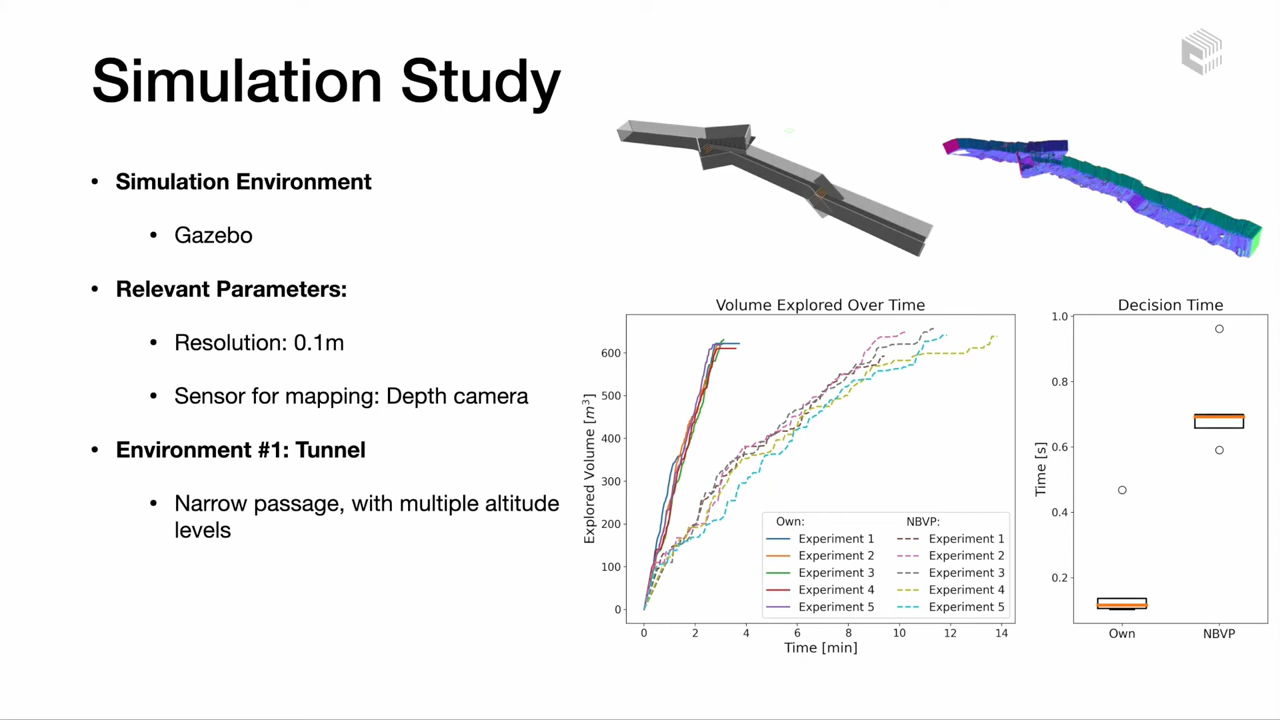 Simulation Study
• Simulation Environment
• Gazebo
• Relevant Parameters:
• Resolution: 0.1m
• Sensor for mapping: Depth camera
• Environment #1: Tunnel
• Narrow passage, with multiple altitude
levels
Volume Explored Over Time
Explored Volume [m³]
600
500
400
300
200
100
0
0 2 4 6 8 10 12 14
Time [min]
Own: NBVP:
Experiment 1 Experiment 1
Experiment 2 Experiment 2
Experiment 3 Experiment 3
Experiment 4 Experiment 4
Experiment 5 Experiment 5
Decision Time
Time [s]
1.0
0.8
0.6
0.4
0.2
Own NBVP